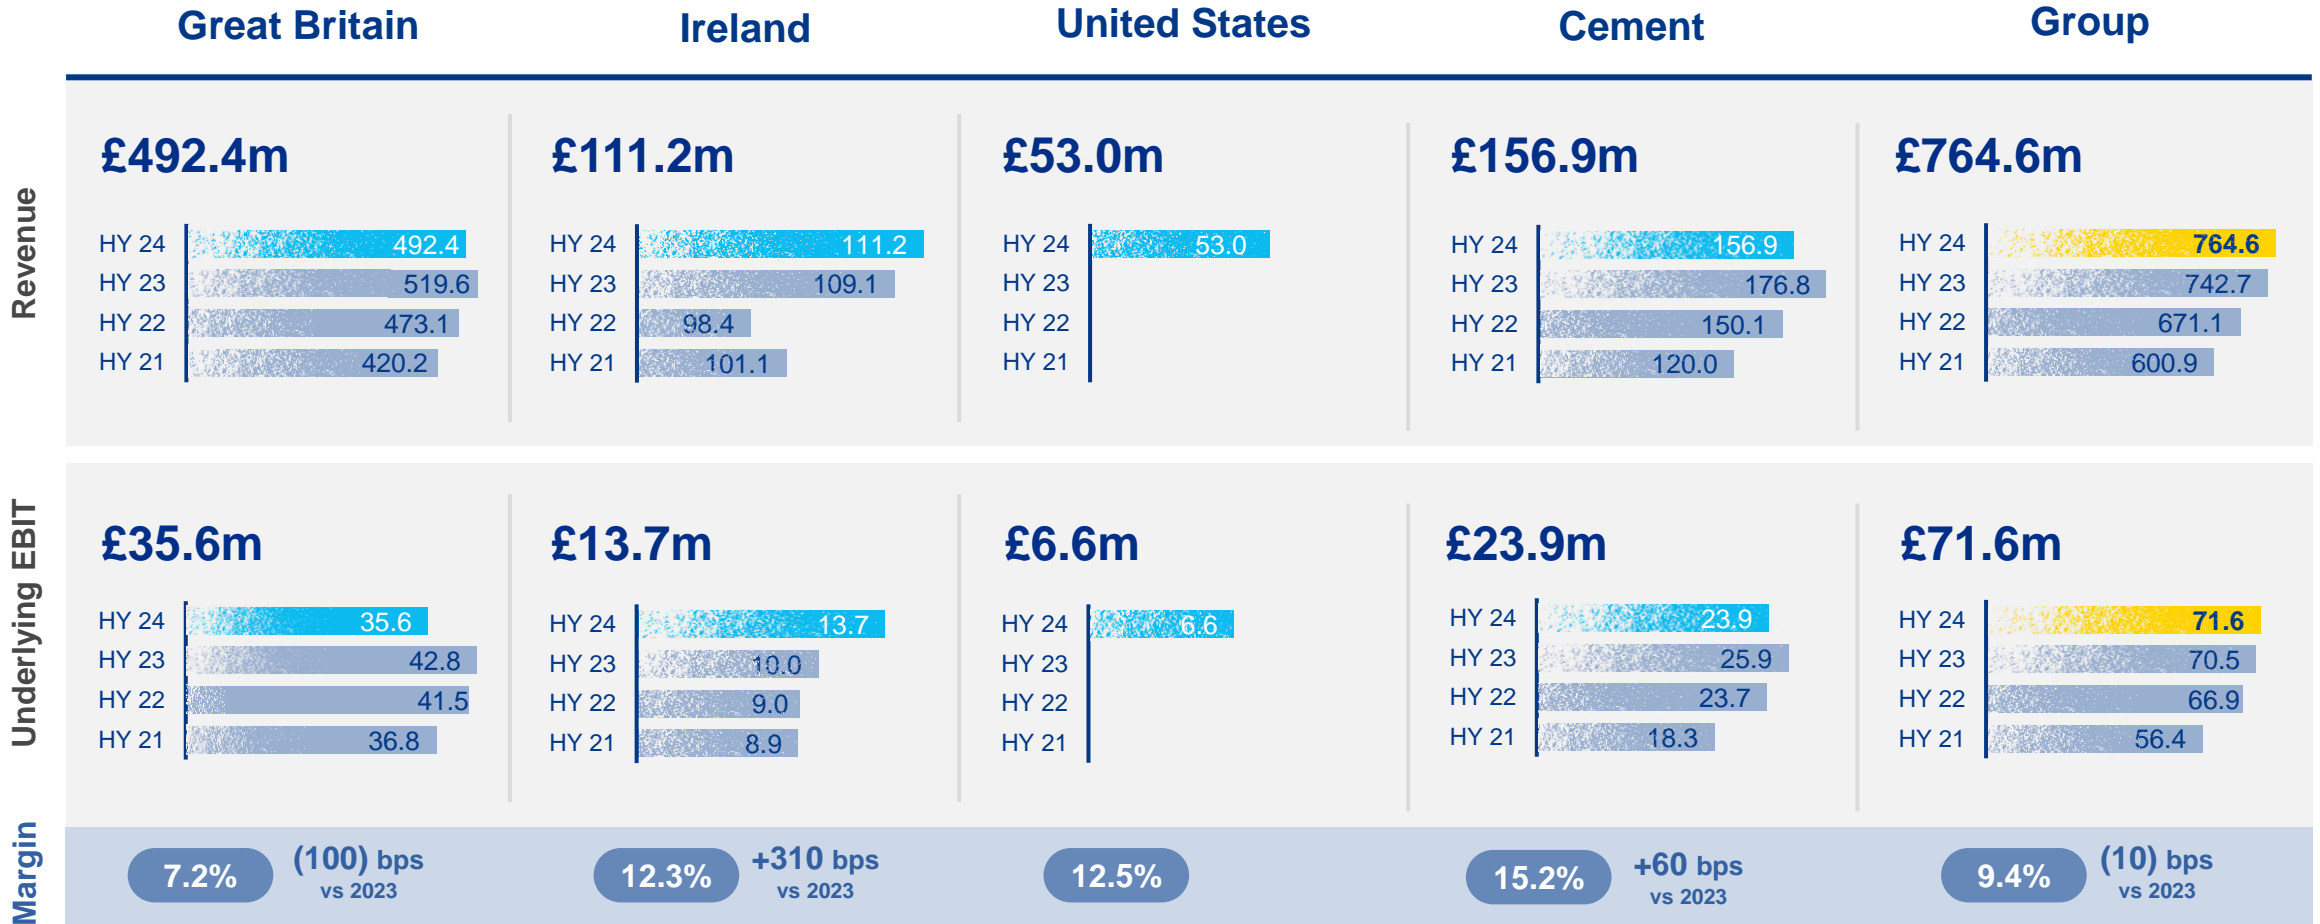 Great Britain
Ireland
United States
Cement
Group
Revenue
£492.4m
HY 24 492.4
HY 23 519.6
HY 22 473.1
HY 21 420.2
£111.2m
HY 24 111.2
HY 23 109.1
HY 22 98.4
HY 21 101.1
£53.0m
HY 24 53.0
HY 23
HY 22
HY 21
£156.9m
HY 24 156.9
HY 23 176.8
HY 22 150.1
HY 21 120.0
£764.6m
HY 24 764.6
HY 23 742.7
HY 22 671.1
HY 21 600.9
Underlying EBIT
£35.6m
HY 24 35.6
HY 23 42.8
HY 22 41.5
HY 21 36.8
£13.7m
HY 24 13.7
HY 23 10.0
HY 22 9.0
HY 21 8.9
£6.6m
HY 24 6.6
HY 23
HY 22
HY 21
£23.9m
HY 24 23.9
HY 23 25.9
HY 22 23.7
HY 21 18.3
£71.6m
HY 24 71.6
HY 23 70.5
HY 22 66.9
HY 21 56.4
Margin
7.2%
(100) bps
vs 2023
12.3%
+310 bps
vs 2023
12.5%
15.2%
+60 bps
vs 2023
9.4%
(10) bps
vs 2023